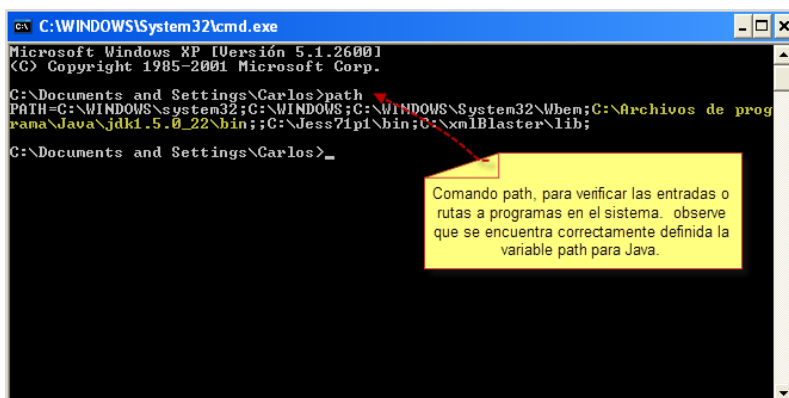 C:\WINDOWS\System32\cmd.exe
Microsoft Windows XP [Versión 5.1.2600]
(C) Copyright 1985-2001 Microsoft Corp.
C:\Documents and Settings\Carlos>path
PATH=C:\WINDOWS\system32;C:\WINDOWS;C:\WINDOWS\System32\Wbem;C:\Archivos de prog
rama\Java\jdk1.5.0_22\bin;;C:\Jess71p1\bin;C:\xmlBlaster\lib;
C:\Documents and Settings\Carlos>_
Comando path, para verificar las entradas o
rutas a programas en el sistema. observe
que se encuentra correctamente definida la
variable path para Java.